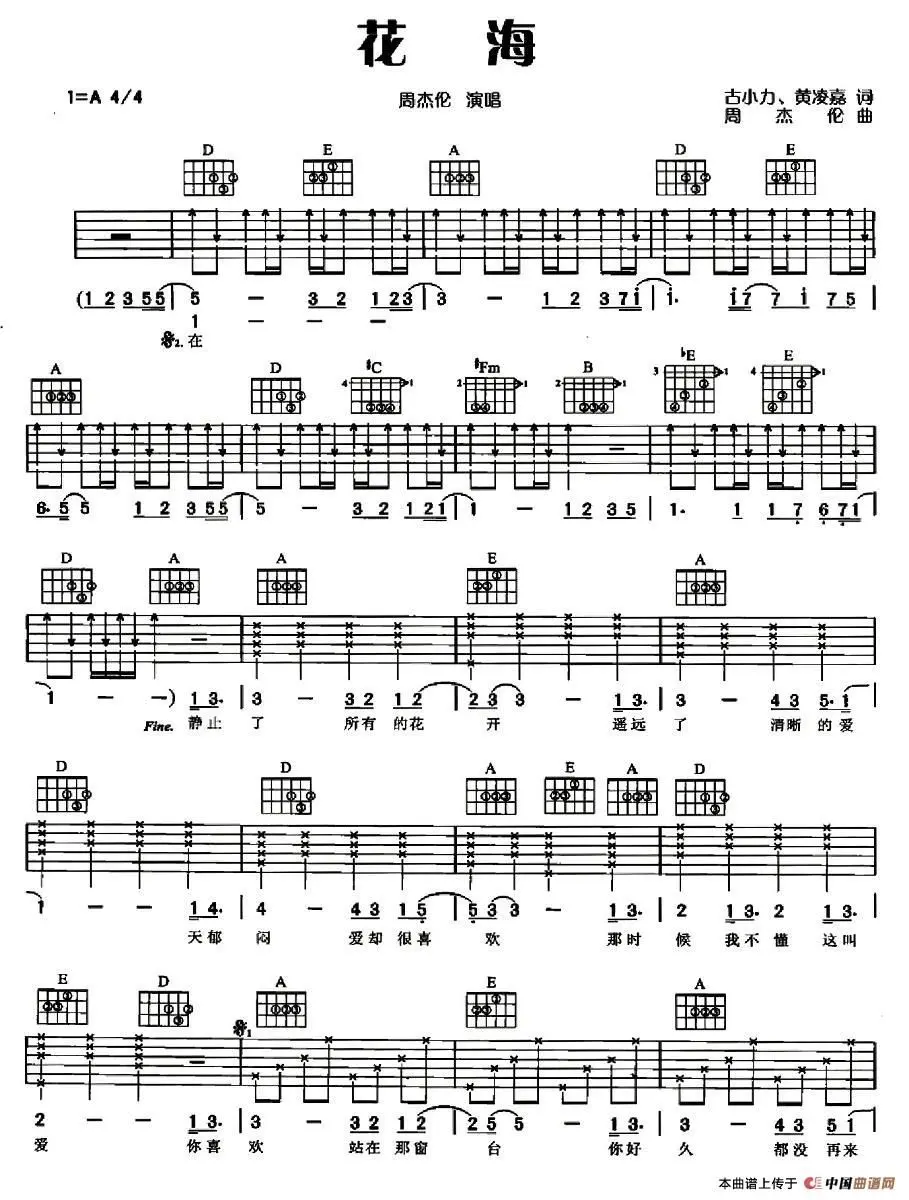 花 海
1=A 4/4
周杰伦 演唱
古小力、黄凌嘉 词
周 杰 伦 曲
D E A D E
(1 2 3 5 5 | 5 — 3 2 1 2 3 | 3 — 1 2 3 7 i | i· i 7 7 i 7 5 |
1 — — —
2. 在
A D #C #Fm B bE E
4 1 2 1 2 1 3 1 4 1
6· 5 5 1 2 3 5 5 | 5 — 3 2 1 2 1 | 1 — 1 2 3 5 | 1· 1 1 7 6 7 1 |
D A A E A
1 — —) 1 3· | 3 — 3 2 1 2 | 2 3 3 — 1 3· | 3 — 4 3 5· 1 |
Fine. 静止 了 所有 的花 开 遥远 了 清晰 的爱
D D A E A D
1 — — 1 4· | 4 — 4 3 1 5 | 5 3 3 — 1 3· | 2 1 3· 2 1 3· |
天郁 闷 爱却 很喜 欢 那时 候 我不 懂 这叫
E D A E A
1
2 — — 1 3· | 3 — 3 2 1 2 | 2 5 5 — 1 3· | 3 — 4 3 5 1 |
爱 你喜 欢 站在 那窗 台 你好 久 都没 再来
本曲谱上传于 中国曲谱网